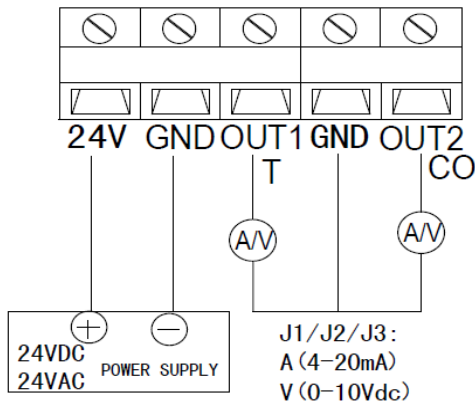 24V GND OUT1 GND OUT2
T CO
A/V A/V
+ −
24VDC
24VAC POWER SUPPLY
J1/J2/J3:
A(4-20mA)
V(0-10Vdc)